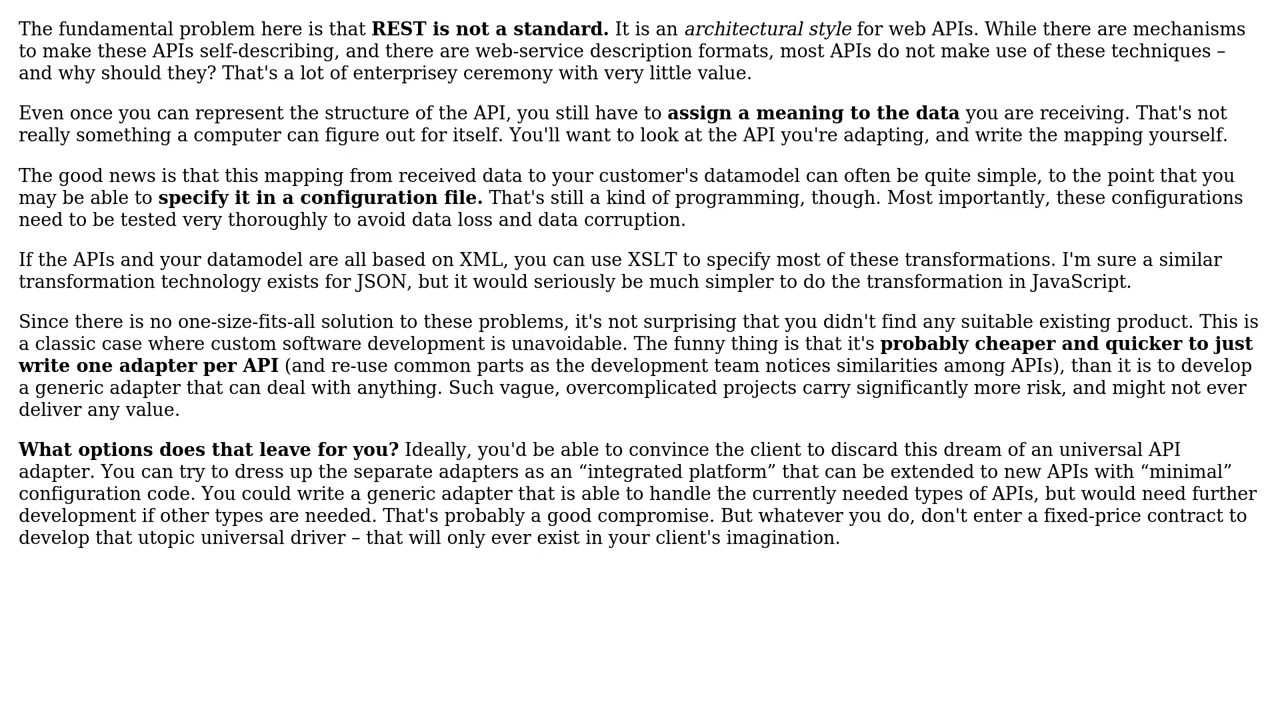 The fundamental problem here is that REST is not a standard. It is an architectural style for web APIs. While there are mechanisms
to make these APIs self-describing, and there are web-service description formats, most APIs do not make use of these techniques –
and why should they? That's a lot of enterprisey ceremony with very little value.
Even once you can represent the structure of the API, you still have to assign a meaning to the data you are receiving. That's not
really something a computer can figure out for itself. You'll want to look at the API you're adapting, and write the mapping yourself.
The good news is that this mapping from received data to your customer's datamodel can often be quite simple, to the point that you
may be able to specify it in a configuration file. That's still a kind of programming, though. Most importantly, these configurations
need to be tested very thoroughly to avoid data loss and data corruption.
If the APIs and your datamodel are all based on XML, you can use XSLT to specify most of these transformations. I'm sure a similar
transformation technology exists for JSON, but it would seriously be much simpler to do the transformation in JavaScript.
Since there is no one-size-fits-all solution to these problems, it's not surprising that you didn't find any suitable existing product. This is
a classic case where custom software development is unavoidable. The funny thing is that it's probably cheaper and quicker to just
write one adapter per API (and re-use common parts as the development team notices similarities among APIs), than it is to develop
a generic adapter that can deal with anything. Such vague, overcomplicated projects carry significantly more risk, and might not ever
deliver any value.
What options does that leave for you? Ideally, you'd be able to convince the client to discard this dream of an universal API
adapter. You can try to dress up the separate adapters as an “integrated platform” that can be extended to new APIs with “minimal”
configuration code. You could write a generic adapter that is able to handle the currently needed types of APIs, but would need further
development if other types are needed. That's probably a good compromise. But whatever you do, don't enter a fixed-price contract to
develop that utopic universal driver – that will only ever exist in your client's imagination.